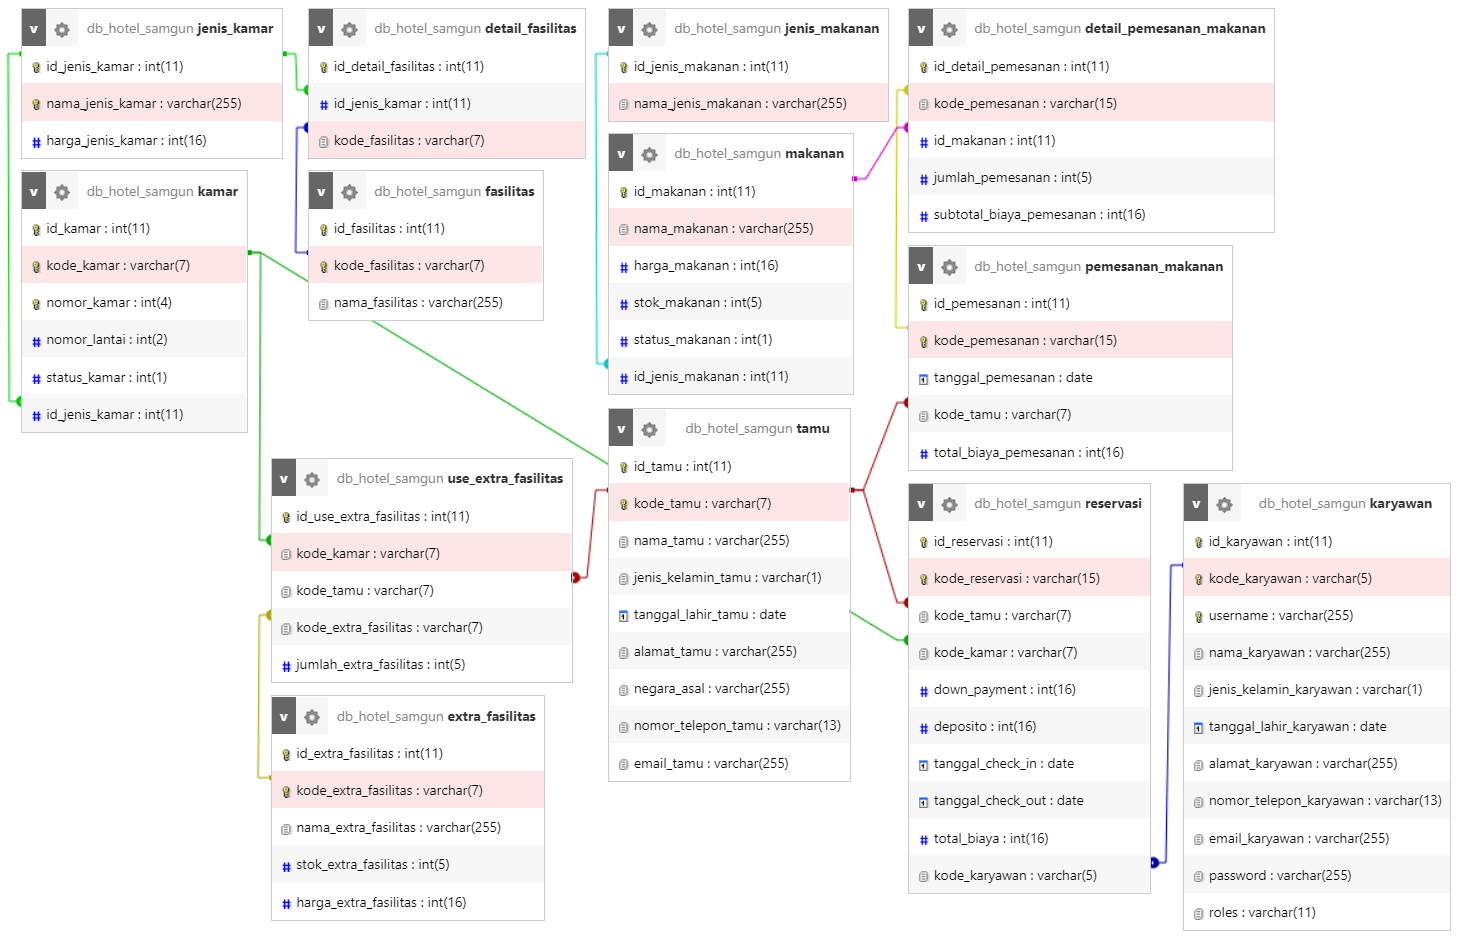 v db_hotel_samgun jenis_kamar
id_jenis_kamar : int(11)
nama_jenis_kamar : varchar(255)
harga_jenis_kamar : int(16)
v db_hotel_samgun kamar
id_kamar : int(11)
kode_kamar : varchar(7)
nomor_kamar : int(4)
nomor_lantai : int(2)
status_kamar : int(1)
id_jenis_kamar : int(11)
v db_hotel_samgun detail_fasilitas
id_detail_fasilitas : int(11)
id_jenis_kamar : int(11)
kode_fasilitas : varchar(7)
v db_hotel_samgun fasilitas
id_fasilitas : int(11)
kode_fasilitas : varchar(7)
nama_fasilitas : varchar(255)
v db_hotel_samgun use_extra_fasilitas
id_use_extra_fasilitas : int(11)
kode_kamar : varchar(7)
kode_tamu : varchar(7)
kode_extra_fasilitas : varchar(7)
jumlah_extra_fasilitas : int(5)
v db_hotel_samgun extra_fasilitas
id_extra_fasilitas : int(11)
kode_extra_fasilitas : varchar(7)
nama_extra_fasilitas : varchar(255)
stok_extra_fasilitas : int(5)
harga_extra_fasilitas : int(16)
v db_hotel_samgun jenis_makanan
id_jenis_makanan : int(11)
nama_jenis_makanan : varchar(255)
v db_hotel_samgun makanan
id_makanan : int(11)
nama_makanan : varchar(255)
harga_makanan : int(16)
stok_makanan : int(5)
status_makanan : int(1)
id_jenis_makanan : int(11)
v db_hotel_samgun tamu
id_tamu : int(11)
kode_tamu : varchar(7)
nama_tamu : varchar(255)
jenis_kelamin_tamu : varchar(1)
tanggal_lahir_tamu : date
alamat_tamu : varchar(255)
negara_asal : varchar(255)
nomor_telepon_tamu : varchar(13)
email_tamu : varchar(255)
v db_hotel_samgun detail_pemesanan_makanan
id_detail_pemesanan : int(11)
kode_pemesanan : varchar(15)
id_makanan : int(11)
jumlah_pemesanan : int(5)
subtotal_biaya_pemesanan : int(16)
v db_hotel_samgun pemesanan_makanan
id_pemesanan : int(11)
kode_pemesanan : varchar(15)
tanggal_pemesanan : date
kode_tamu : varchar(7)
total_biaya_pemesanan : int(16)
v db_hotel_samgun reservasi
id_reservasi : int(11)
kode_reservasi : varchar(15)
kode_tamu : varchar(7)
kode_kamar : varchar(7)
down_payment : int(16)
deposito : int(16)
tanggal_check_in : date
tanggal_check_out : date
total_biaya : int(16)
kode_karyawan : varchar(5)
v db_hotel_samgun karyawan
id_karyawan : int(11)
kode_karyawan : varchar(5)
username : varchar(255)
nama_karyawan : varchar(255)
jenis_kelamin_karyawan : varchar(1)
tanggal_lahir_karyawan : date
alamat_karyawan : varchar(255)
nomor_telepon_karyawan : varchar(13)
email_karyawan : varchar(255)
password : varchar(255)
roles : varchar(11)